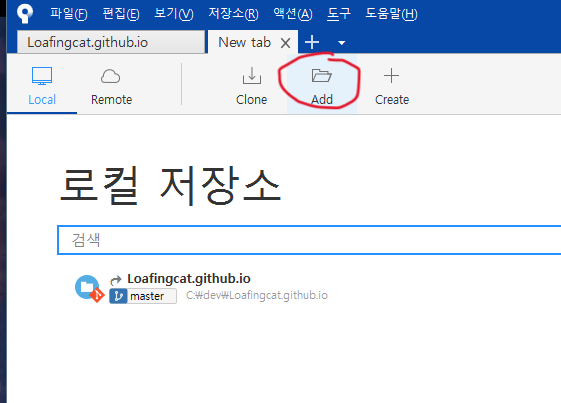 파일(F) 편집(E) 보기(V) 저장소(R) 액션(A) 도구 도움말(H)
Loafingcat.github.io New tab
Local Remote Clone Add Create
로컬 저장소
검색
Loafingcat.github.io
master C:₩dev₩Loafingcat.github.io